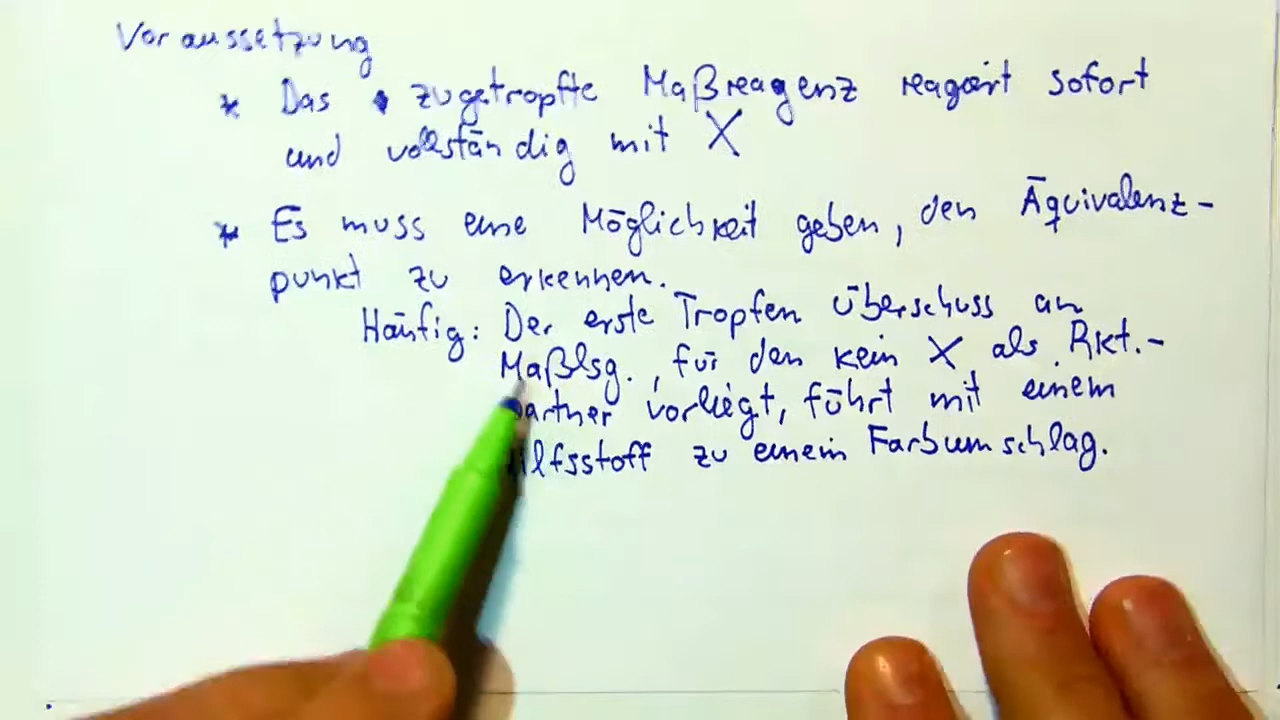 Voraussetzung
* Das zugetropfte Maßreagenz reagiert sofort
und vollständig mit X
* Es muss eine Möglichkeit geben, den Äquivalenz-
punkt zu erkennen.
Häufig: Der erste Tropfen Überschuss an
Maßlsg., für den kein X als Rkt.-
partner vorliegt, führt mit einem
Hilfsstoff zu einem Farbumschlag.